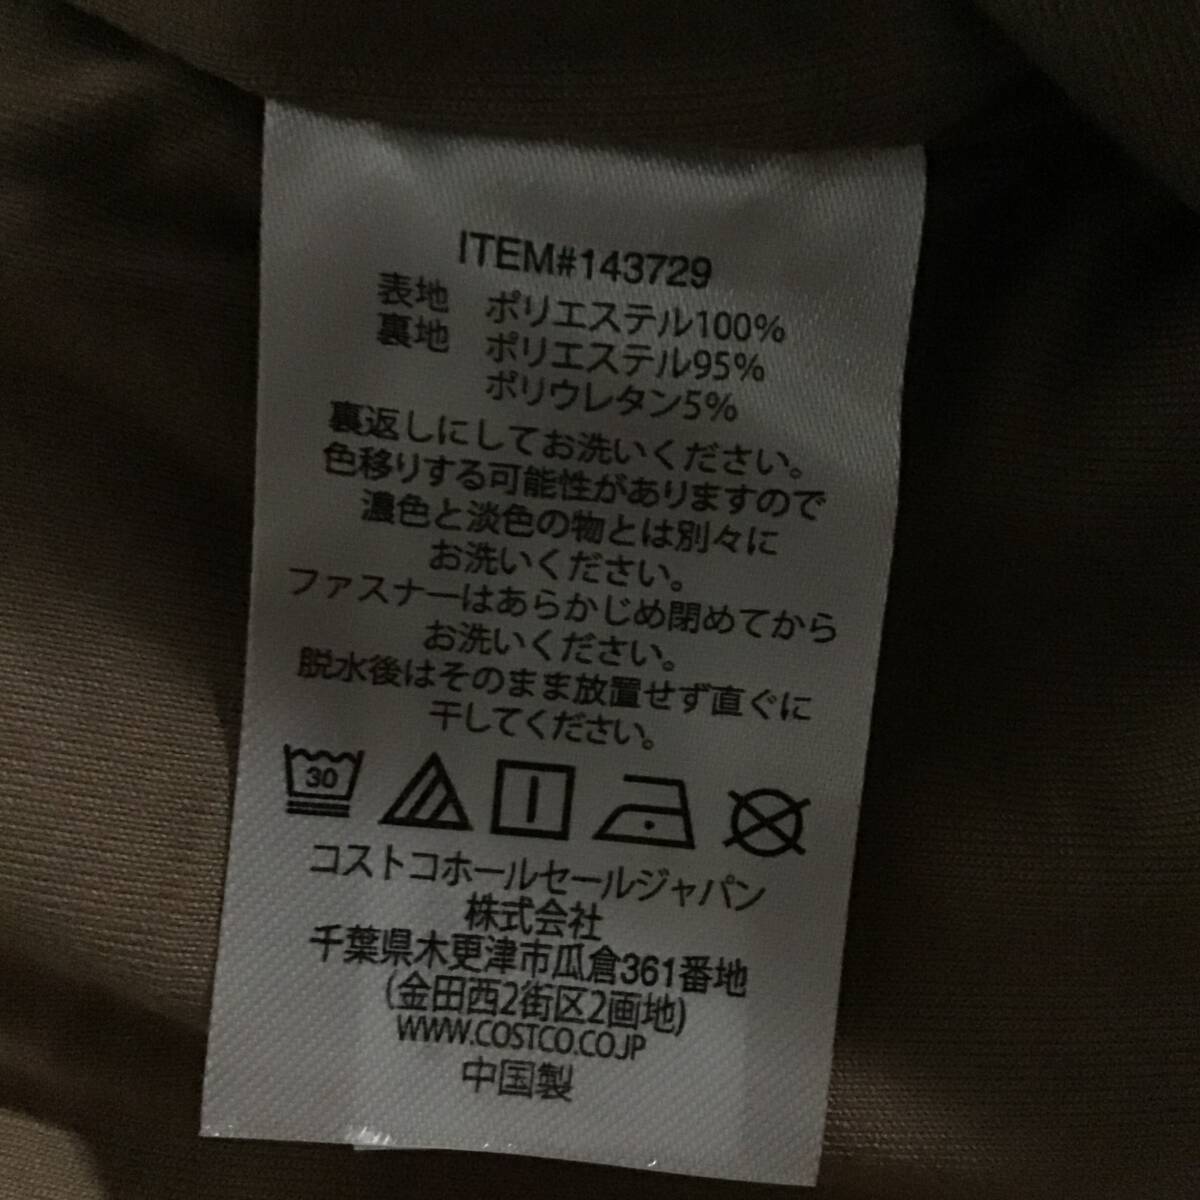 ITEM#143729
表地 ポリエステル100%
裏地 ポリエステル95%
ポリウレタン5%
裏返しにしてお洗いください。
色移りする可能性がありますので
濃色と淡色の物とは別々に
お洗いください。
ファスナーはあらかじめ閉めてから
お洗いください。
脱水後はそのまま放置せず直ぐに
干してください。
30
コストコホールセールジャパン
株式会社
千葉県木更津市瓜倉361番地
(金田西2街区2画地)
WWW.COSTCO.CO.JP
中国製